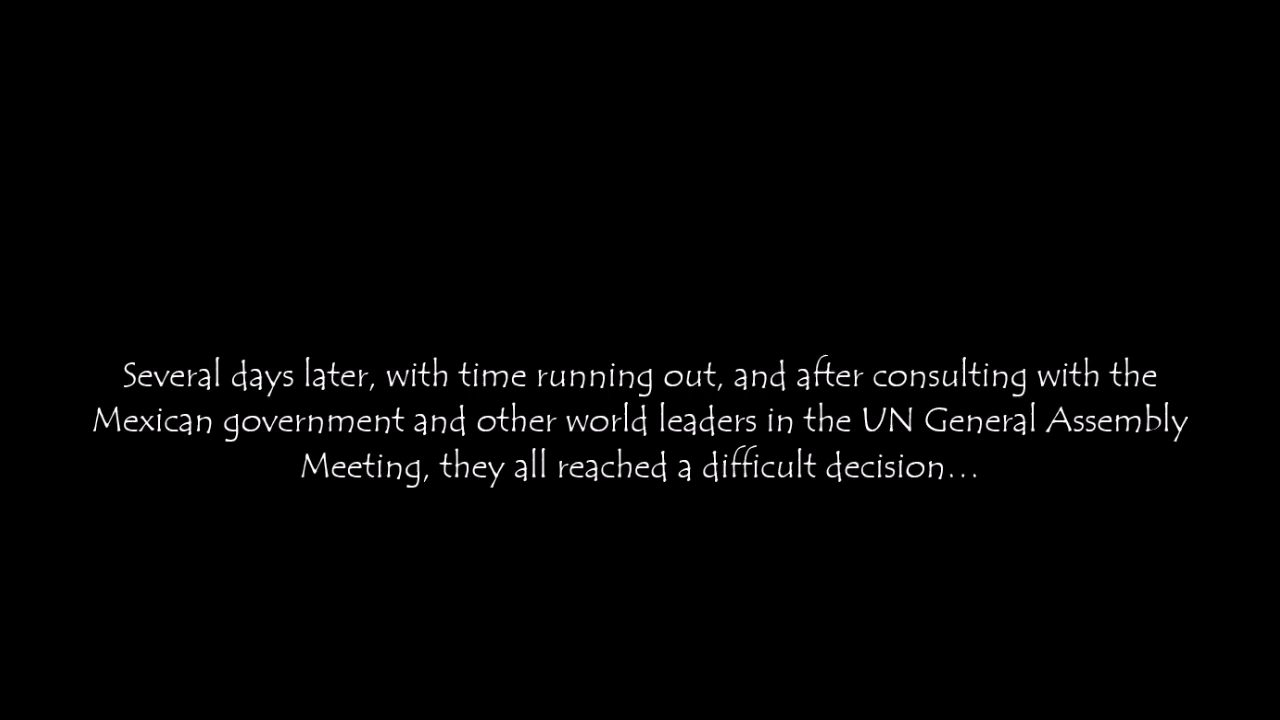 Several days later, with time running out, and after consulting with the
Mexican government and other world leaders in the UN General Assembly
Meeting, they all reached a difficult decision...